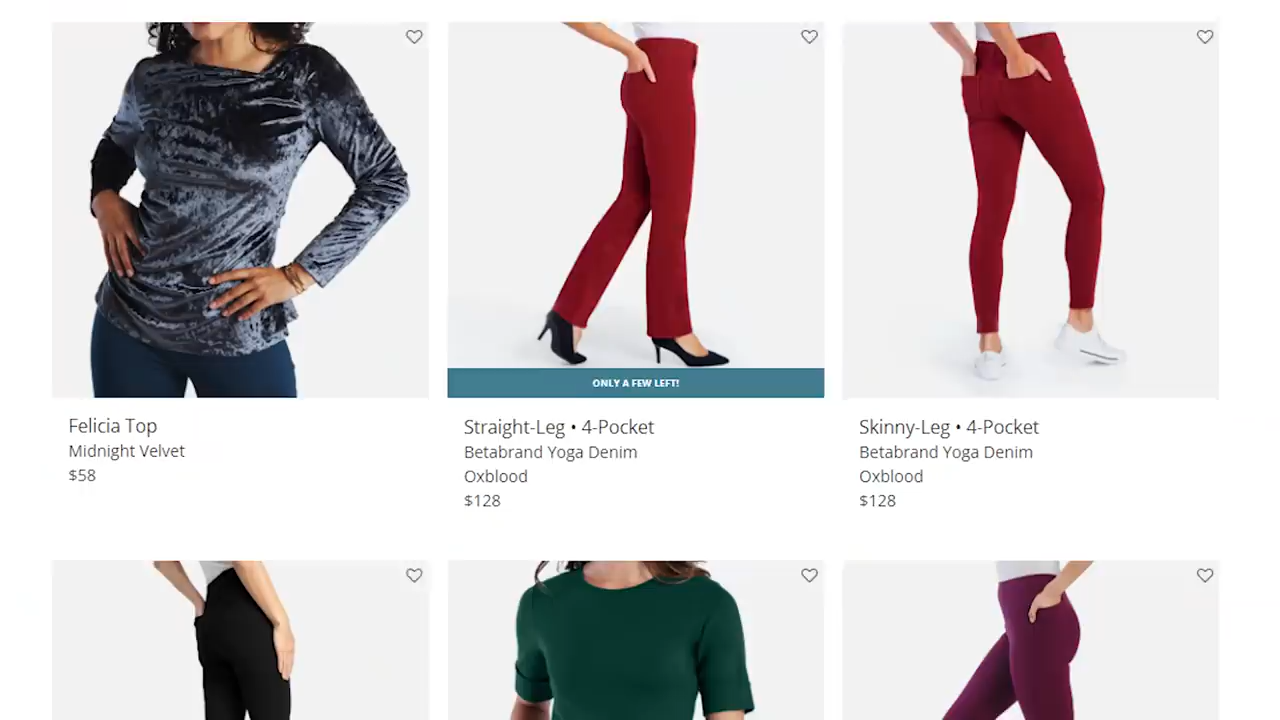 ONLY A FEW LEFT!
Felicia Top
Midnight Velvet
$58
Straight-Leg • 4-Pocket
Betabrand Yoga Denim
Oxblood
$128
Skinny-Leg • 4-Pocket
Betabrand Yoga Denim
Oxblood
$128